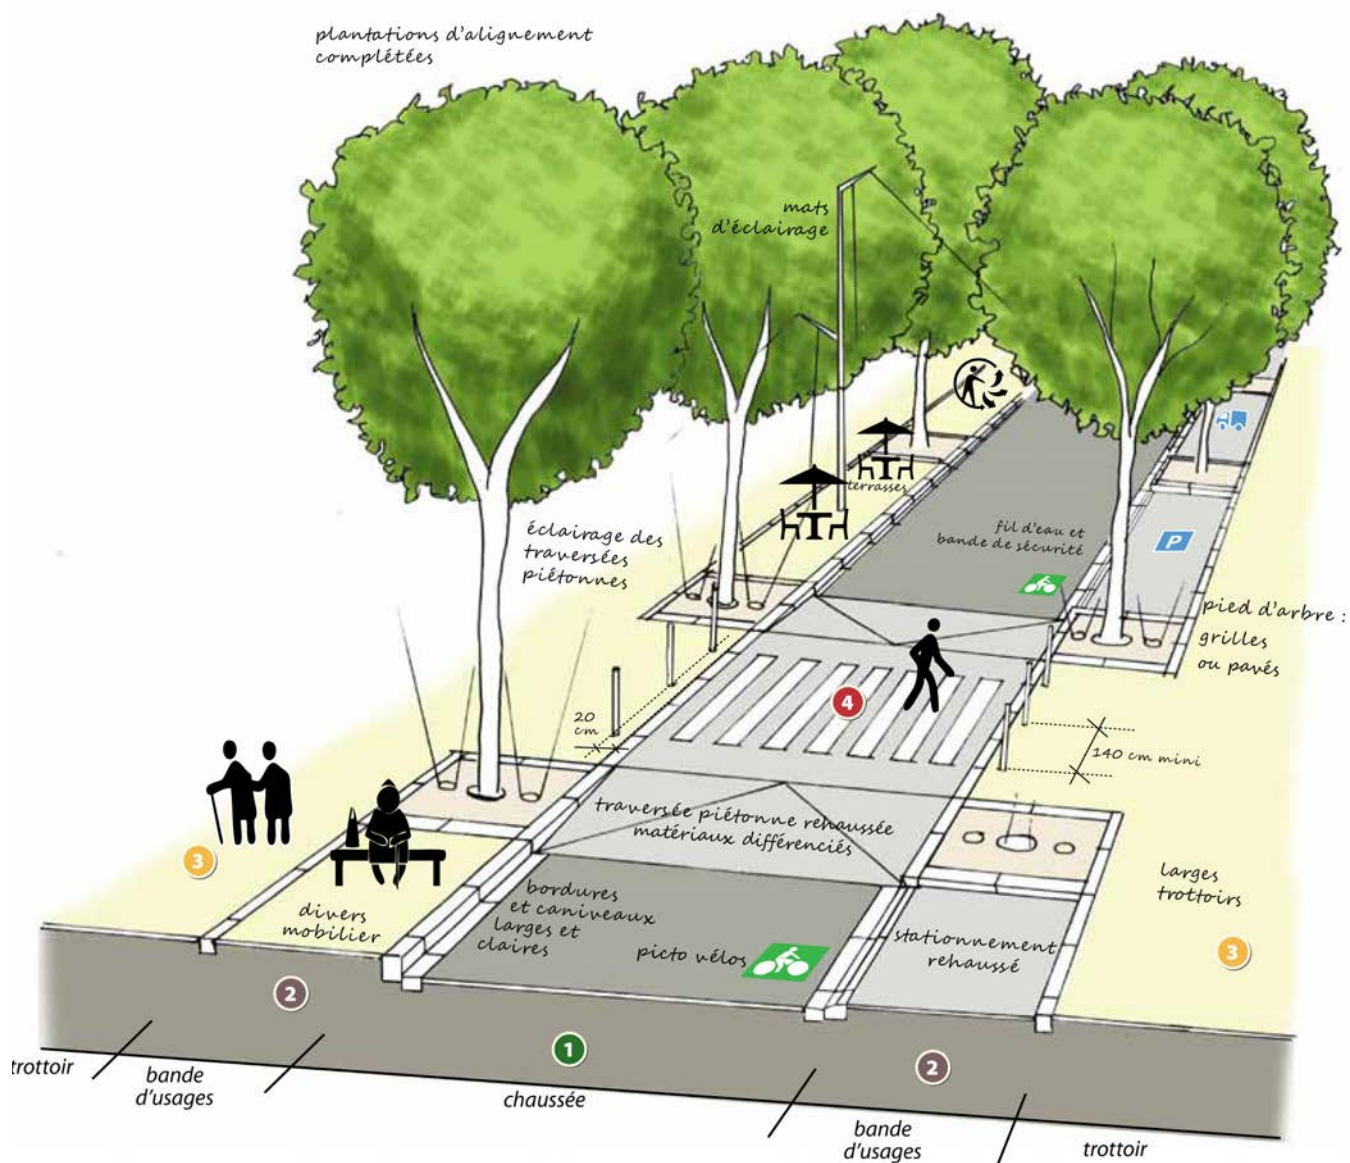 plantations d'alignement
complétées
mats
d'éclairage
terrasses
éclairage des
traversées
piétonnes
fil d'eau et
bande de sécurité
P
pied d'arbre :
grilles
ou pavés
4
20
cm
140 cm mini
traversée piétonne rehaussée
matériaux différenciés
3
larges
trottoirs
divers
mobilier
bordures
et caniveaux
larges et
claires
picto vélos
stationnement
rehaussé
3
2
1
2
trottoir
bande
d'usages
chaussée
bande
d'usages
trottoir